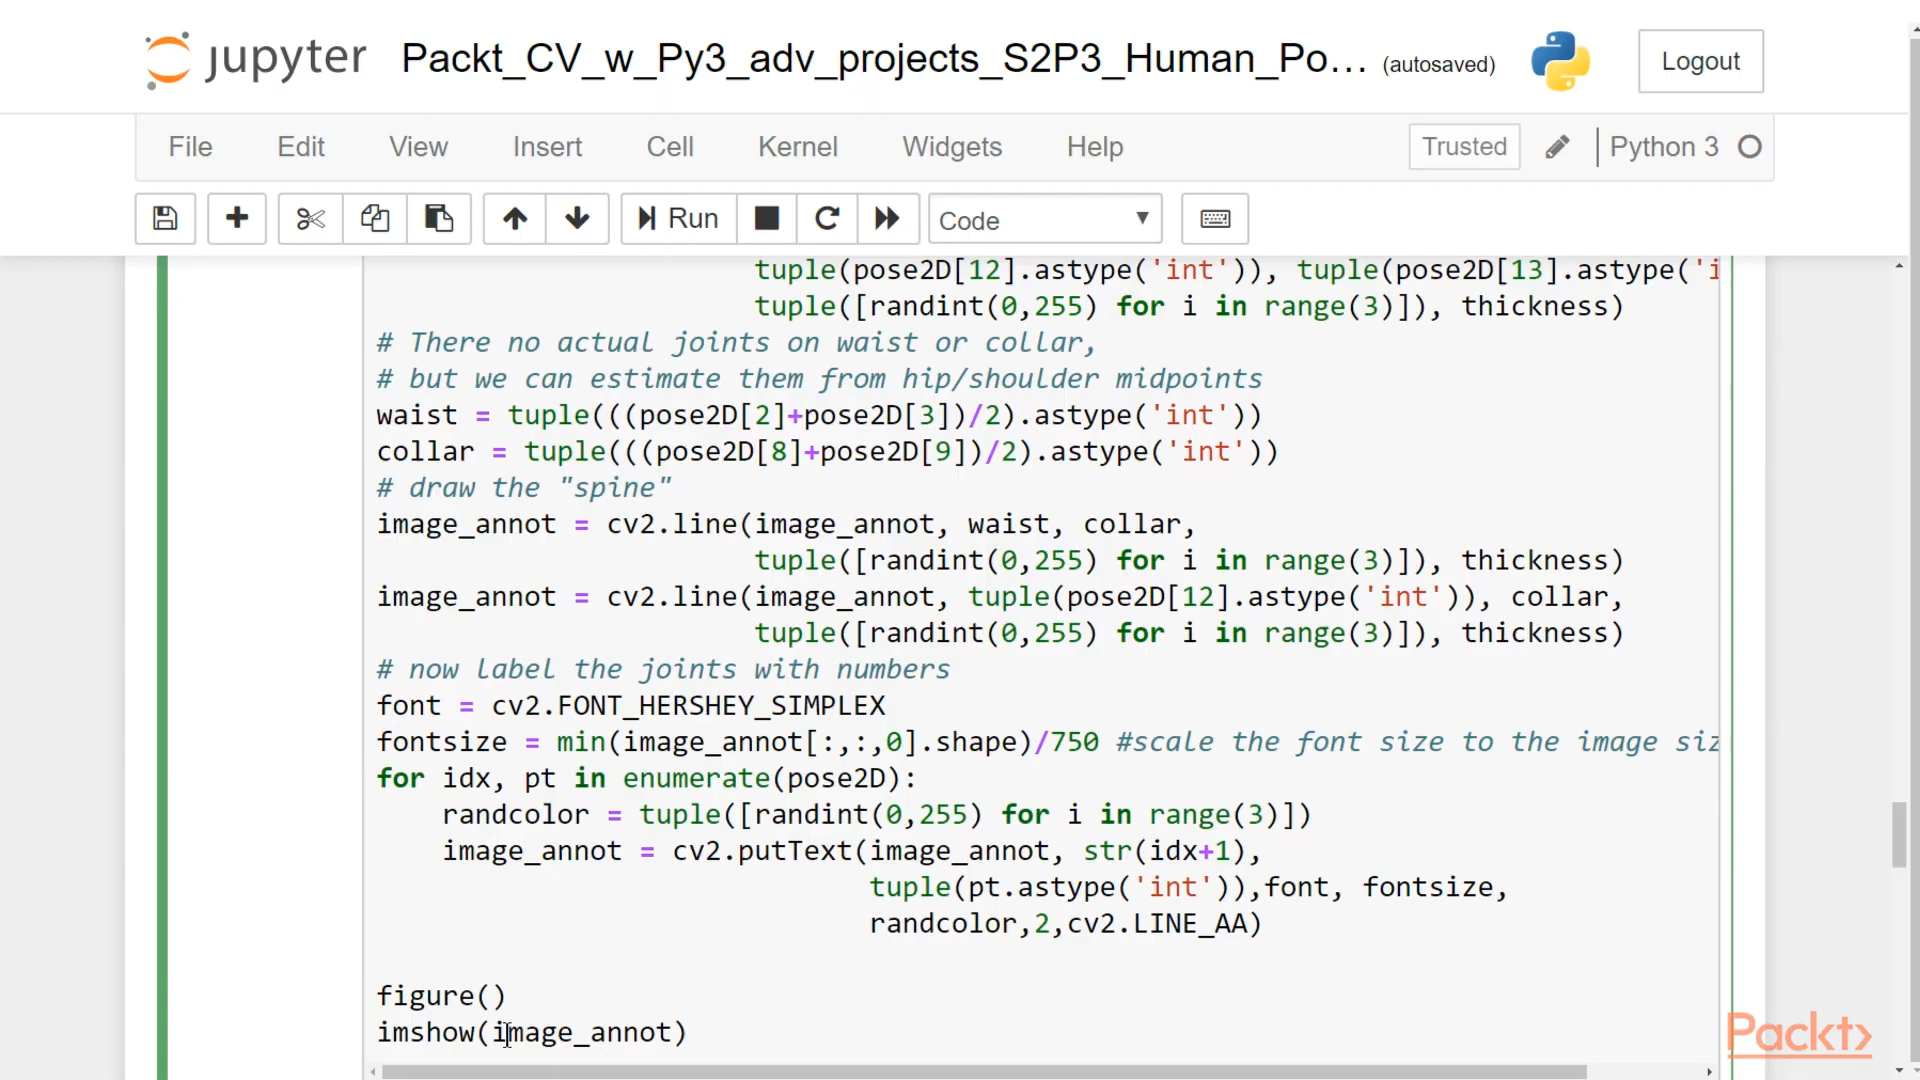 jupyter Packt_CV_w_Py3_adv_projects_S2P3_Human_Po... (autosaved) Logout
File Edit View Insert Cell Kernel Widgets Help Trusted Python 3
Run Code
tuple(pose2D[12].astype('int')), tuple(pose2D[13].astype('i
tuple([randint(0,255) for i in range(3)]), thickness)
# There no actual joints on waist or collar,
# but we can estimate them from hip/shoulder midpoints
waist = tuple(((pose2D[2]+pose2D[3])/2).astype('int'))
collar = tuple(((pose2D[8]+pose2D[9])/2).astype('int'))
# draw the "spine"
image_annot = cv2.line(image_annot, waist, collar,
tuple([randint(0,255) for i in range(3)]), thickness)
image_annot = cv2.line(image_annot, tuple(pose2D[12].astype('int')), collar,
tuple([randint(0,255) for i in range(3)]), thickness)
# now label the joints with numbers
font = cv2.FONT_HERSHEY_SIMPLEX
fontsize = min(image_annot[:,:,0].shape)/750 #scale the font size to the image siz
for idx, pt in enumerate(pose2D):
randcolor = tuple([randint(0,255) for i in range(3)])
image_annot = cv2.putText(image_annot, str(idx+1),
tuple(pt.astype('int')),font, fontsize,
randcolor,2,cv2.LINE_AA)
figure()
imshow(image_annot)
Packt>